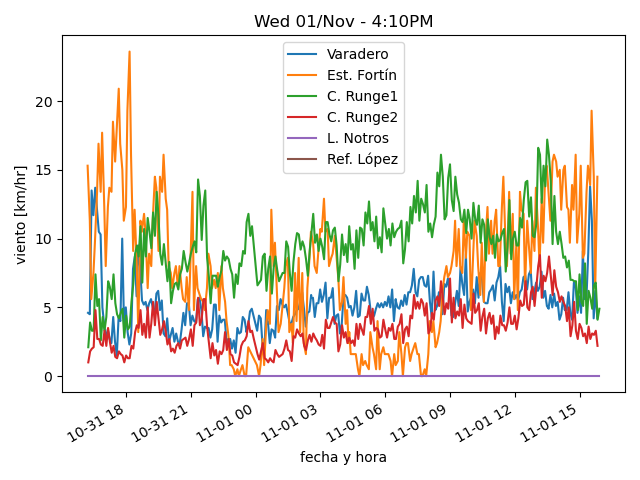 Wed 01/Nov - 4:10PM
Varadero
Est. Fortín
C. Runge1
C. Runge2
L. Notros
Ref. López
viento [km/hr]
20
15
10
5
0
10-31 18
10-31 21
11-01 00
11-01 03
11-01 06
11-01 09
11-01 12
11-01 15
fecha y hora